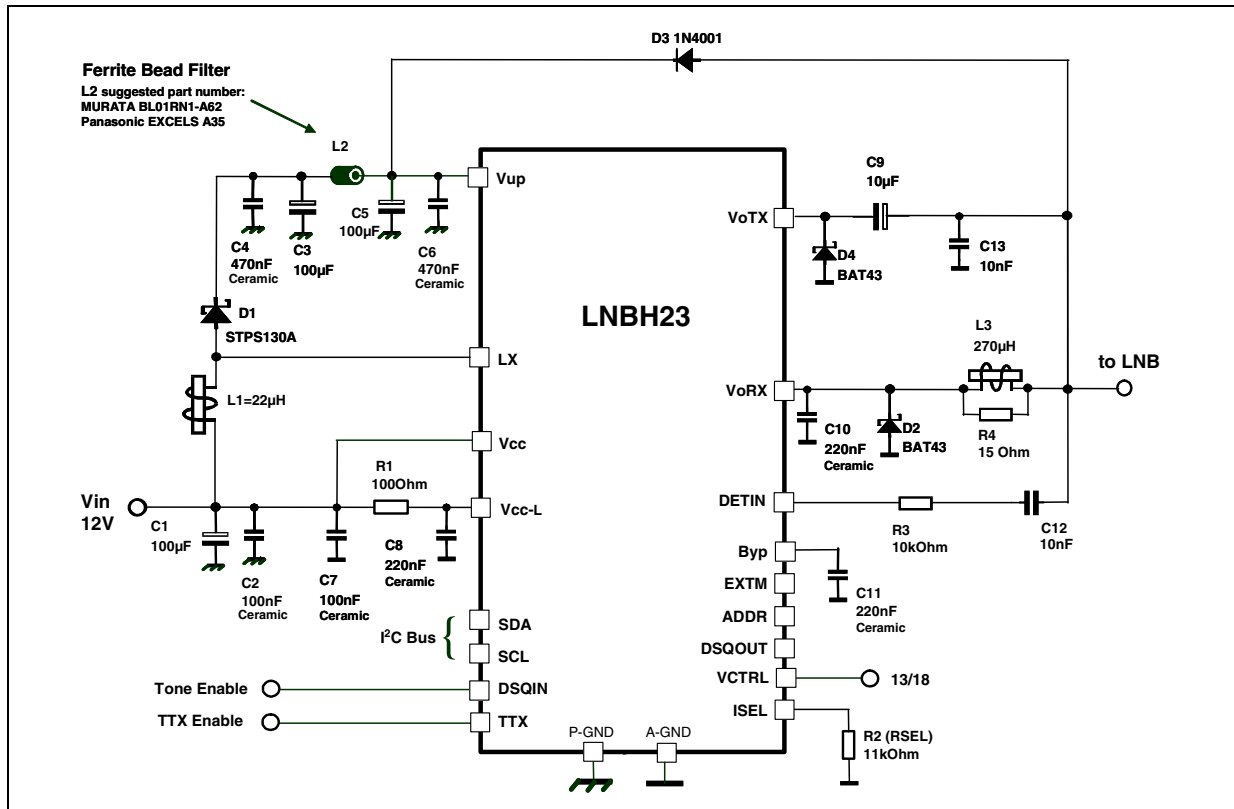 D3 1N4001
Ferrite Bead Filter
L2 suggested part number:
MURATA BL01RN1-A62
Panasonic EXCELS A35
L2
Vup
C4
470nF
Ceramic
C3
100µF
C5
100µF
C6
470nF
Ceramic
D1
STPS130A
LX
L1=22µH
Vcc
R1
100Ohm
Vcc-L
Vin
12V
C1
100µF
C2
100nF
Ceramic
C7
100nF
Ceramic
C8
220nF
Ceramic
I²C Bus
{
SDA
SCL
Tone Enable
DSQIN
TTX Enable
TTX
P-GND
A-GND
LNBH23
VoTX
C9
10µF
D4
BAT43
C13
10nF
L3
270µH
to LNB
VoRX
C10
220nF
Ceramic
D2
BAT43
R4
15 Ohm
DETIN
R3
10kOhm
C12
10nF
Byp
C11
220nF
Ceramic
EXTM
ADDR
DSQOUT
VCTRL
13/18
ISEL
R2 (RSEL)
11kOhm